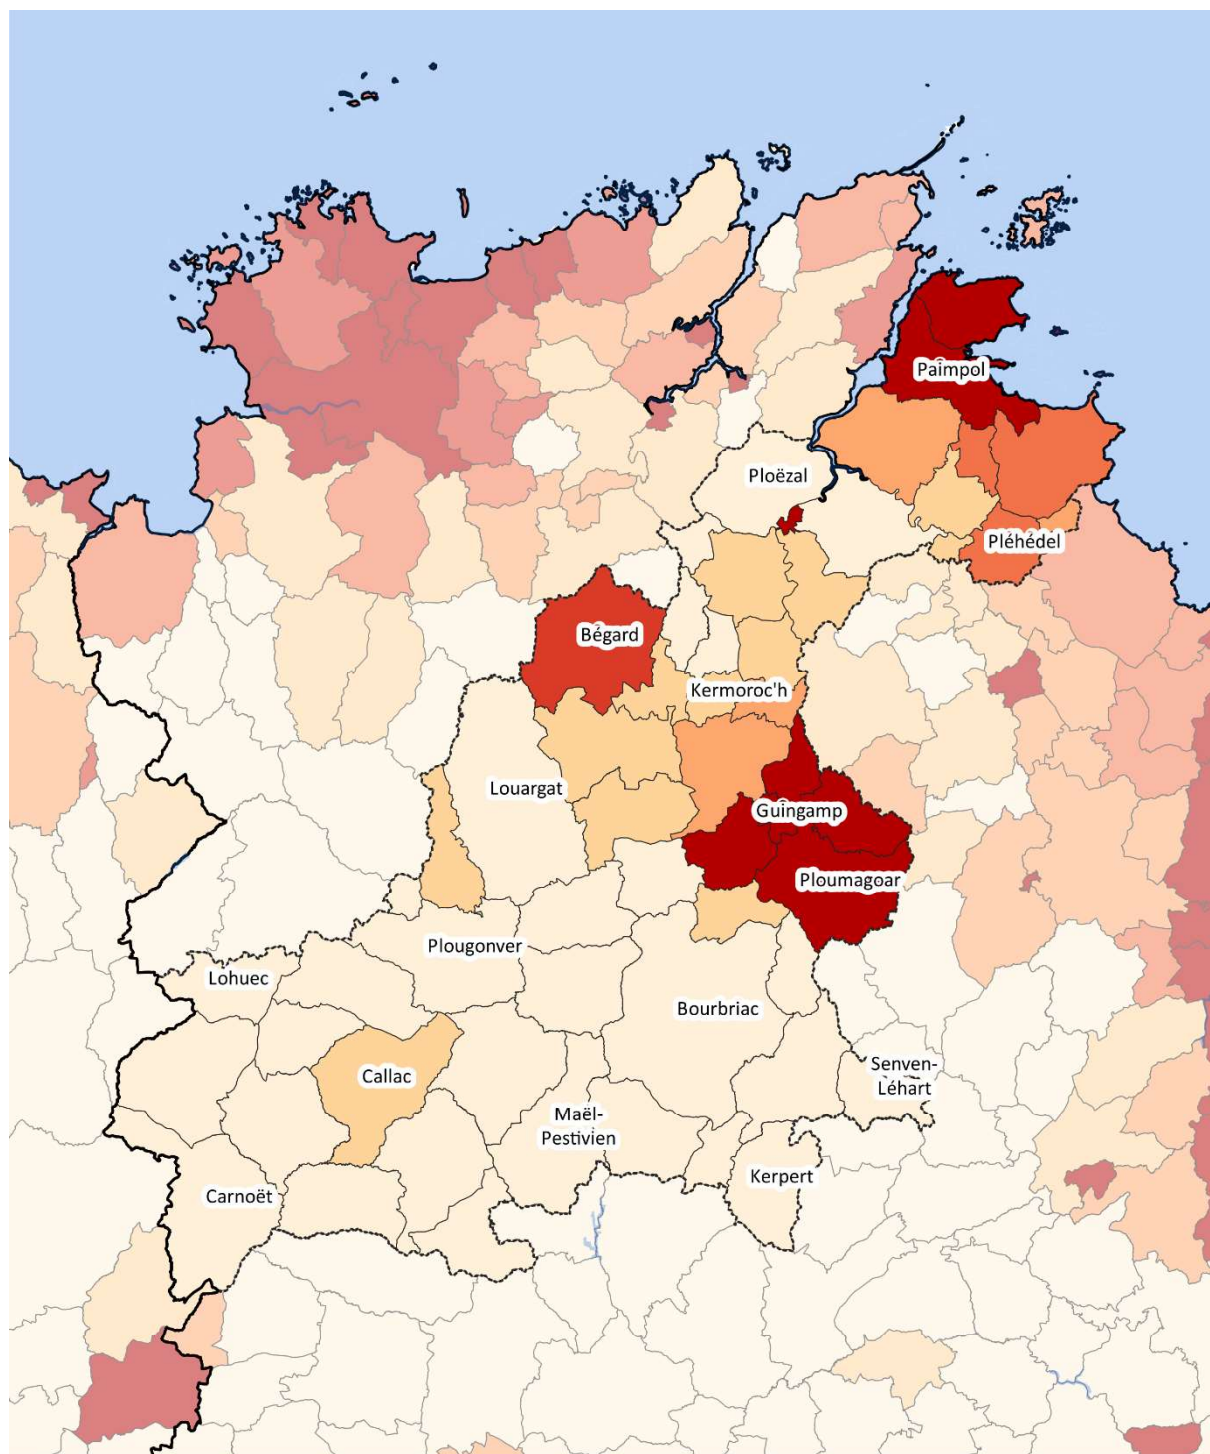 Paimpol
Ploëzal
Pléhédel
Bégard
Kermoroc'h
Louargat
Guingamp
Ploumagoar
Plougonver
Lohuec
Bourbriac
Callac
Senven-
Léhart
Maël-
Pestivien
Kerpert
Carnoët